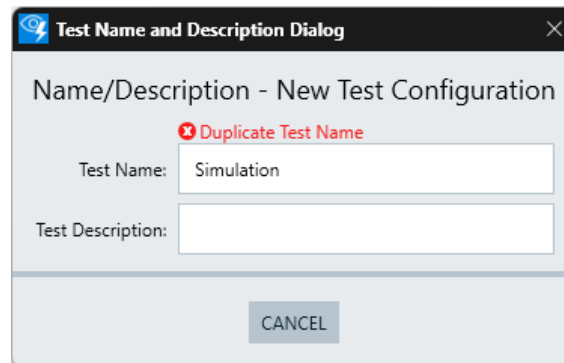 Test Name and Description Dialog
Name/Description - New Test Configuration
Duplicate Test Name
Test Name: Simulation
Test Description:
CANCEL